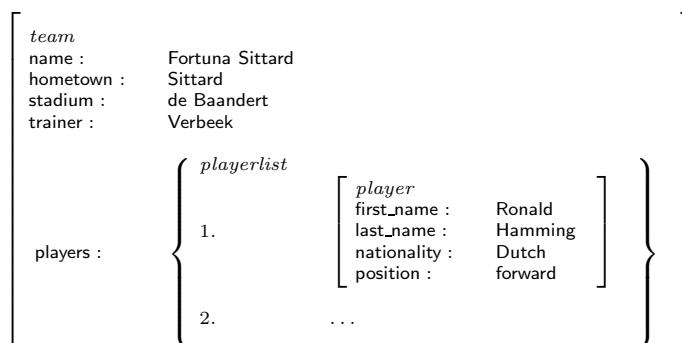 team
name : Fortuna Sittard
hometown : Sittard
stadium : de Baandert
trainer : Verbeek
playerlist
player
first_name : Ronald
1. last_name : Hamming
players : nationality : Dutch
position : forward
2. ...